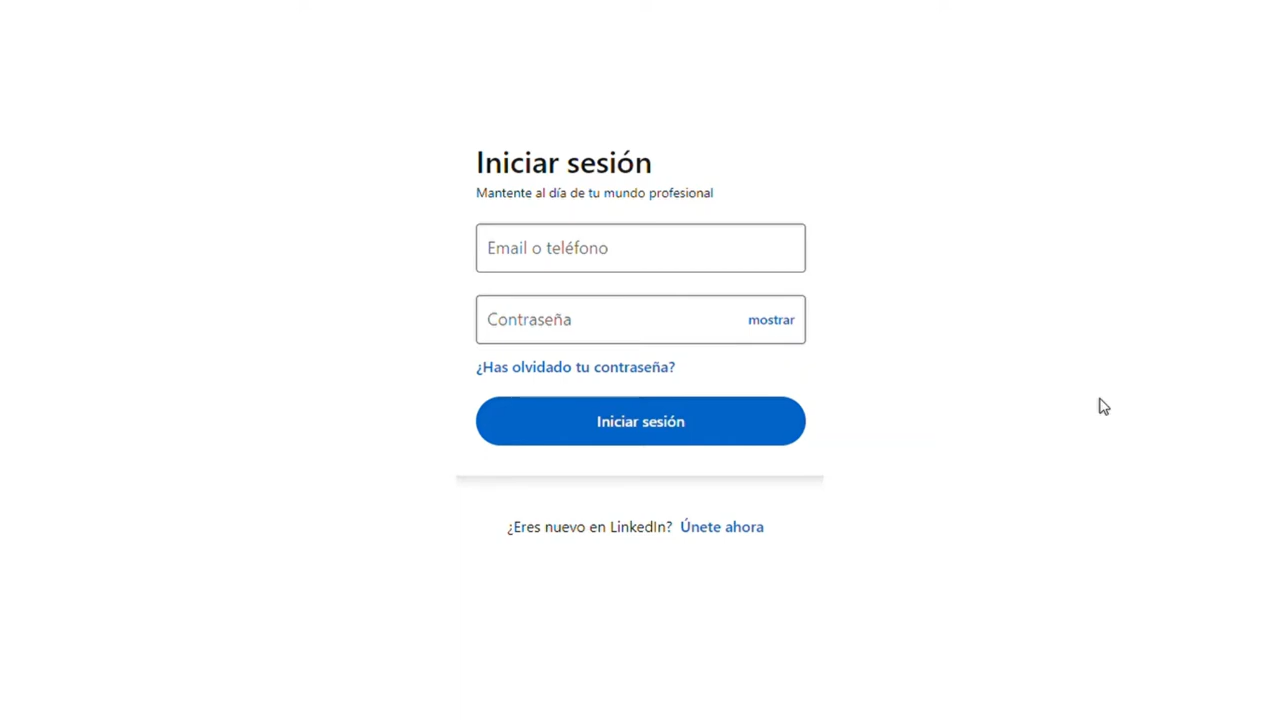 Iniciar sesión
Mantente al día de tu mundo profesional
Email o teléfono
Contraseña mostrar
¿Has olvidado tu contraseña?
Iniciar sesión
¿Eres nuevo en LinkedIn? Únete ahora